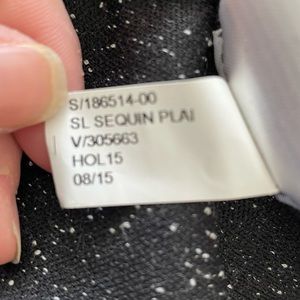 S/186514-00
SL SEQUIN PLAI
V/305663
HOL15
08/15